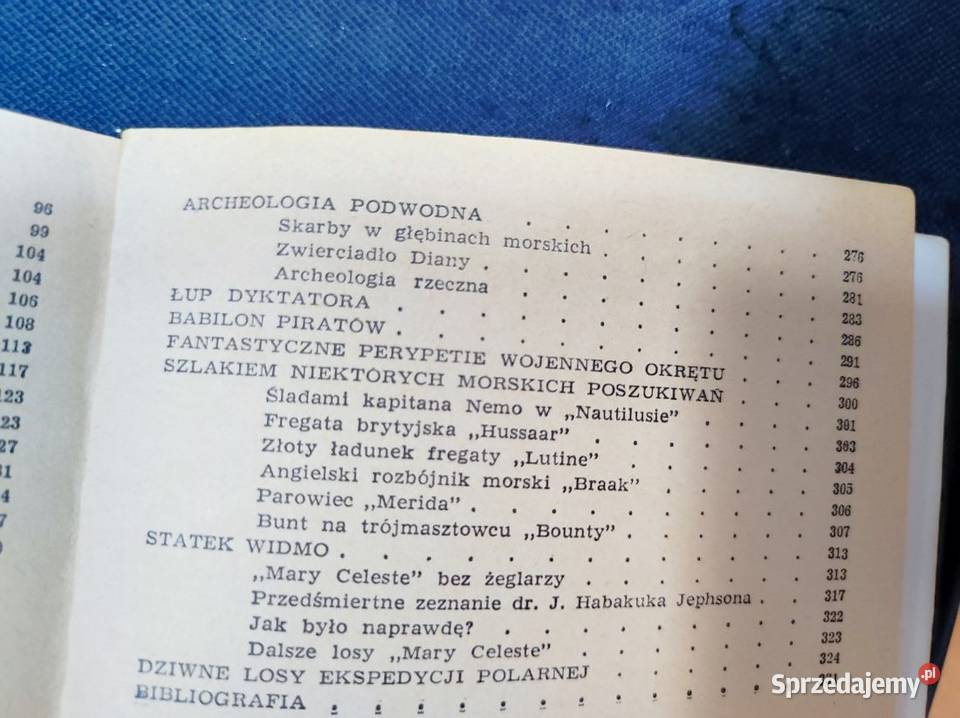 96
99
104
104
106
108
113
117
ARCHEOLOGIA PODWODNA . . . . . . . . 276
Skarby w głębinach morskich . . . . . . 276
Zwierciadło Diany . . . . . . . . . 281
Archeologia rzeczna . . . . . . . . 283
ŁUP DYKTATORA . . . . . . . . . . 286
BABILON PIRATÓW . . . . . . . . . . 291
FANTASTYCZNE PERYPETIE WOJENNEGO OKRĘTU . . . 296
SZLAKIEM NIEKTÓRYCH MORSKICH POSZUKIWAŃ . . . 300
Śladami kapitana Nemo w „Nautilusie” . . . . 301
Fregata brytyjska „Hussaar” . . . . . . 303
Złoty ładunek fregaty „Lutine” . . . . . 304
Angielski rozbójnik morski „Braak” . . . . 305
Parowiec „Merida” . . . . . . . . . 306
Bunt na trójmasztowcu „Bounty” . . . . . 307
STATEK WIDMO . . . . . . . . . . . 313
„Mary Celeste” bez żeglarzy . . . . . . 313
Przedśmiertne zeznanie dr. J. Habakuka Jephsona . . 317
Jak było naprawdę? . . . . . . . . 322
Dalsze losy „Mary Celeste” . . . . . . 323
DZIWNE LOSY EKSPEDYCJI POLARNEJ . . . . . 324
BIBLIOGRAFIA . . . . . . . . . .
Sprzedajemy.pl